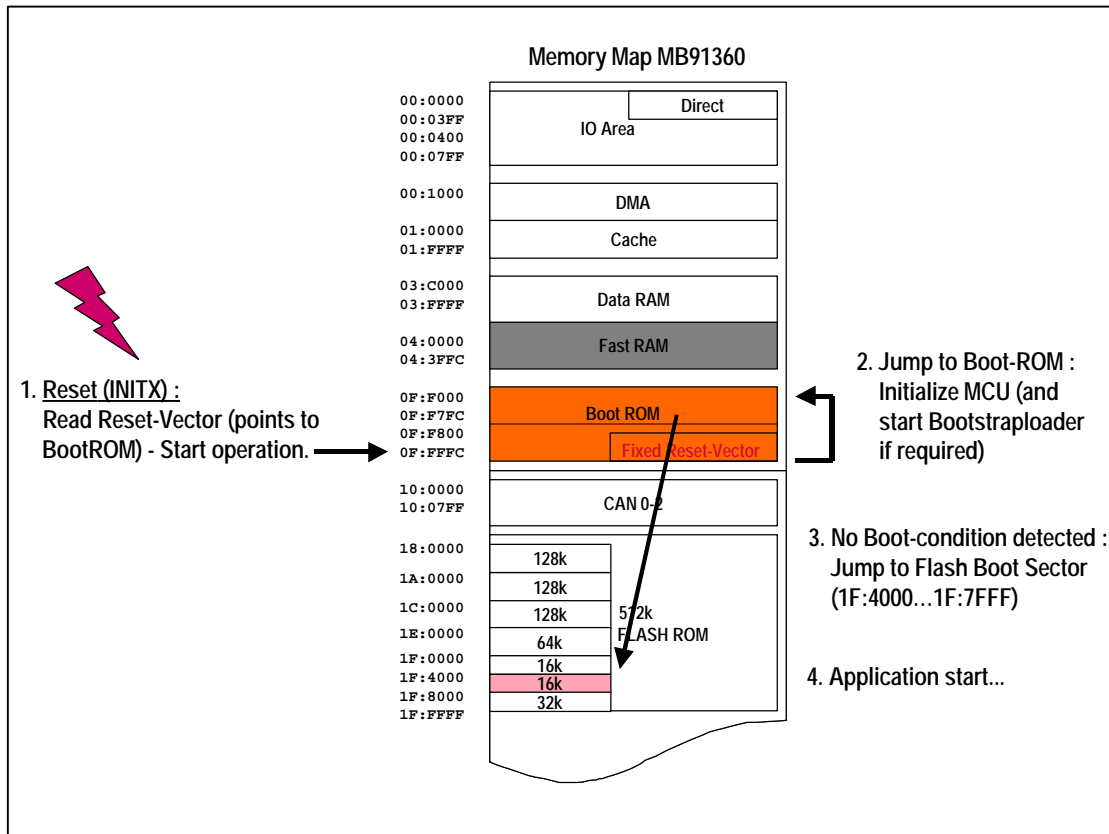 Memory Map MB91360
00:0000
00:03FF
00:0400
00:07FF
Direct
IO Area
00:1000
DMA
01:0000
01:FFFF
Cache
03:C000
03:FFFF
Data RAM
04:0000
04:3FFC
Fast RAM
1. Reset (INITX) :
Read Reset-Vector (points to
BootROM) - Start operation.
0F:F000
0F:F7FC
0F:F800
0F:FFFC
Boot ROM
Fixed Reset-Vector
2. Jump to Boot-ROM :
Initialize MCU (and
start Bootstraploader
if required)
10:0000
10:07FF
CAN 0-2
3. No Boot-condition detected :
Jump to Flash Boot Sector
(1F:4000…1F:7FFF)
18:0000
1A:0000
1C:0000
1E:0000
1F:0000
1F:4000
1F:8000
1F:FFFF
128k
128k
128k
64k
16k
16k
32k
512k
FLASH ROM
4. Application start...